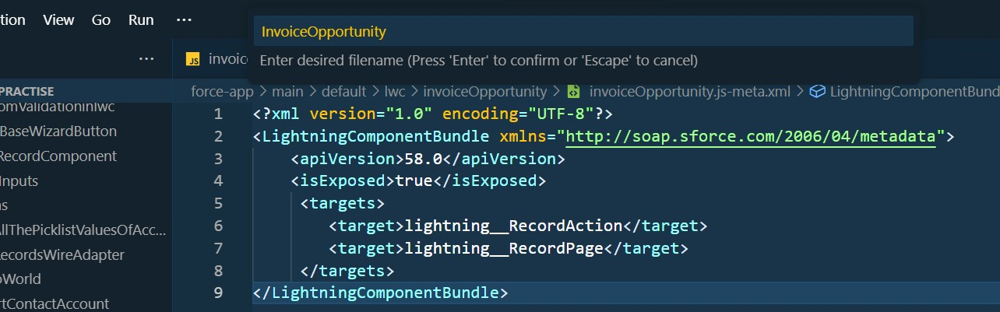 tion View Go Run ...
InvoiceOpportunity
Enter desired filename (Press 'Enter' to confirm or 'Escape' to cancel)
... JS invoic
PRACTISE
force-app > main > default > lwc > invoiceOpportunity > invoiceOpportunity.js-meta.xml > LightningComponentBund
omValidationInlwc
BaseWizardButton
RecordComponent
Inputs
ns
AllThePicklistValuesOfAcc...
RecordsWireAdapter
oWorld
rtContactAccount
1 <?xml version="1.0" encoding="UTF-8"?>
2 <LightningComponentBundle xmlns="http://soap.sforce.com/2006/04/metadata">
3 <apiVersion>58.0</apiVersion>
4 <isExposed>true</isExposed>
5 <targets>
6 <target>lightning__RecordAction</target>
7 <target>lightning__RecordPage</target>
8 </targets>
9 </LightningComponentBundle>